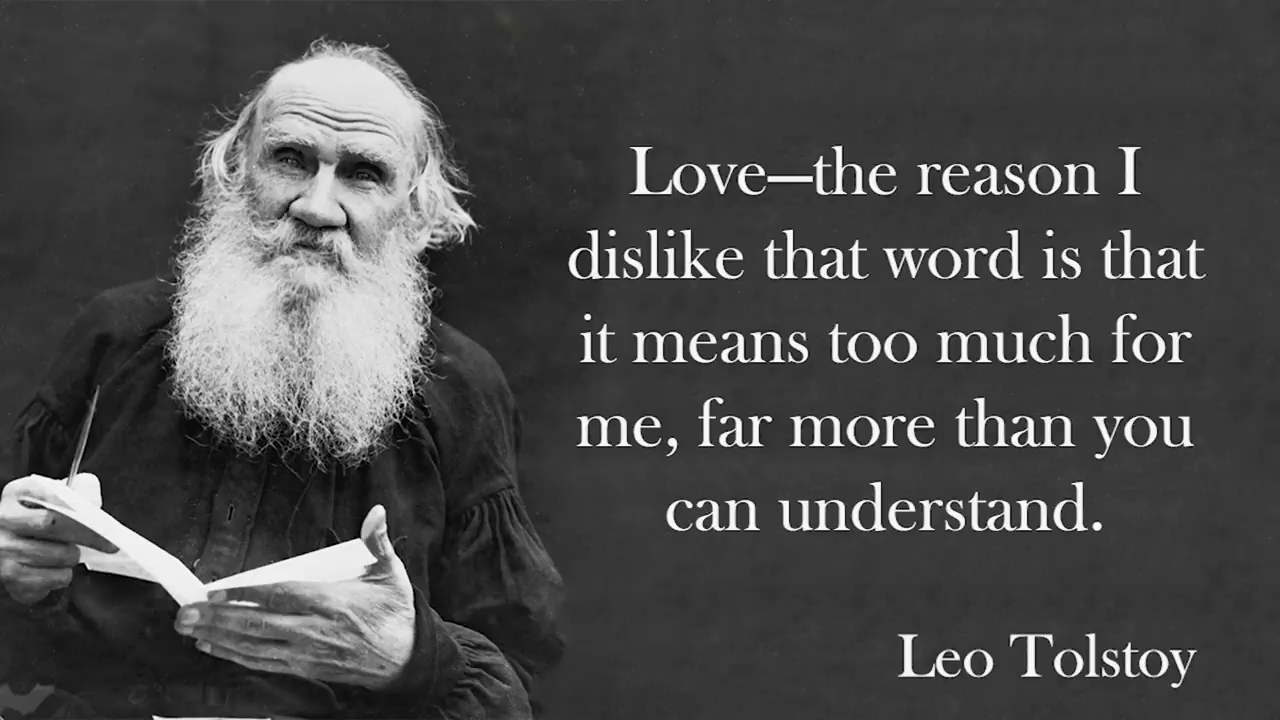 Love—the reason I
dislike that word is that
it means too much for
me, far more than you
can understand.
Leo Tolstoy